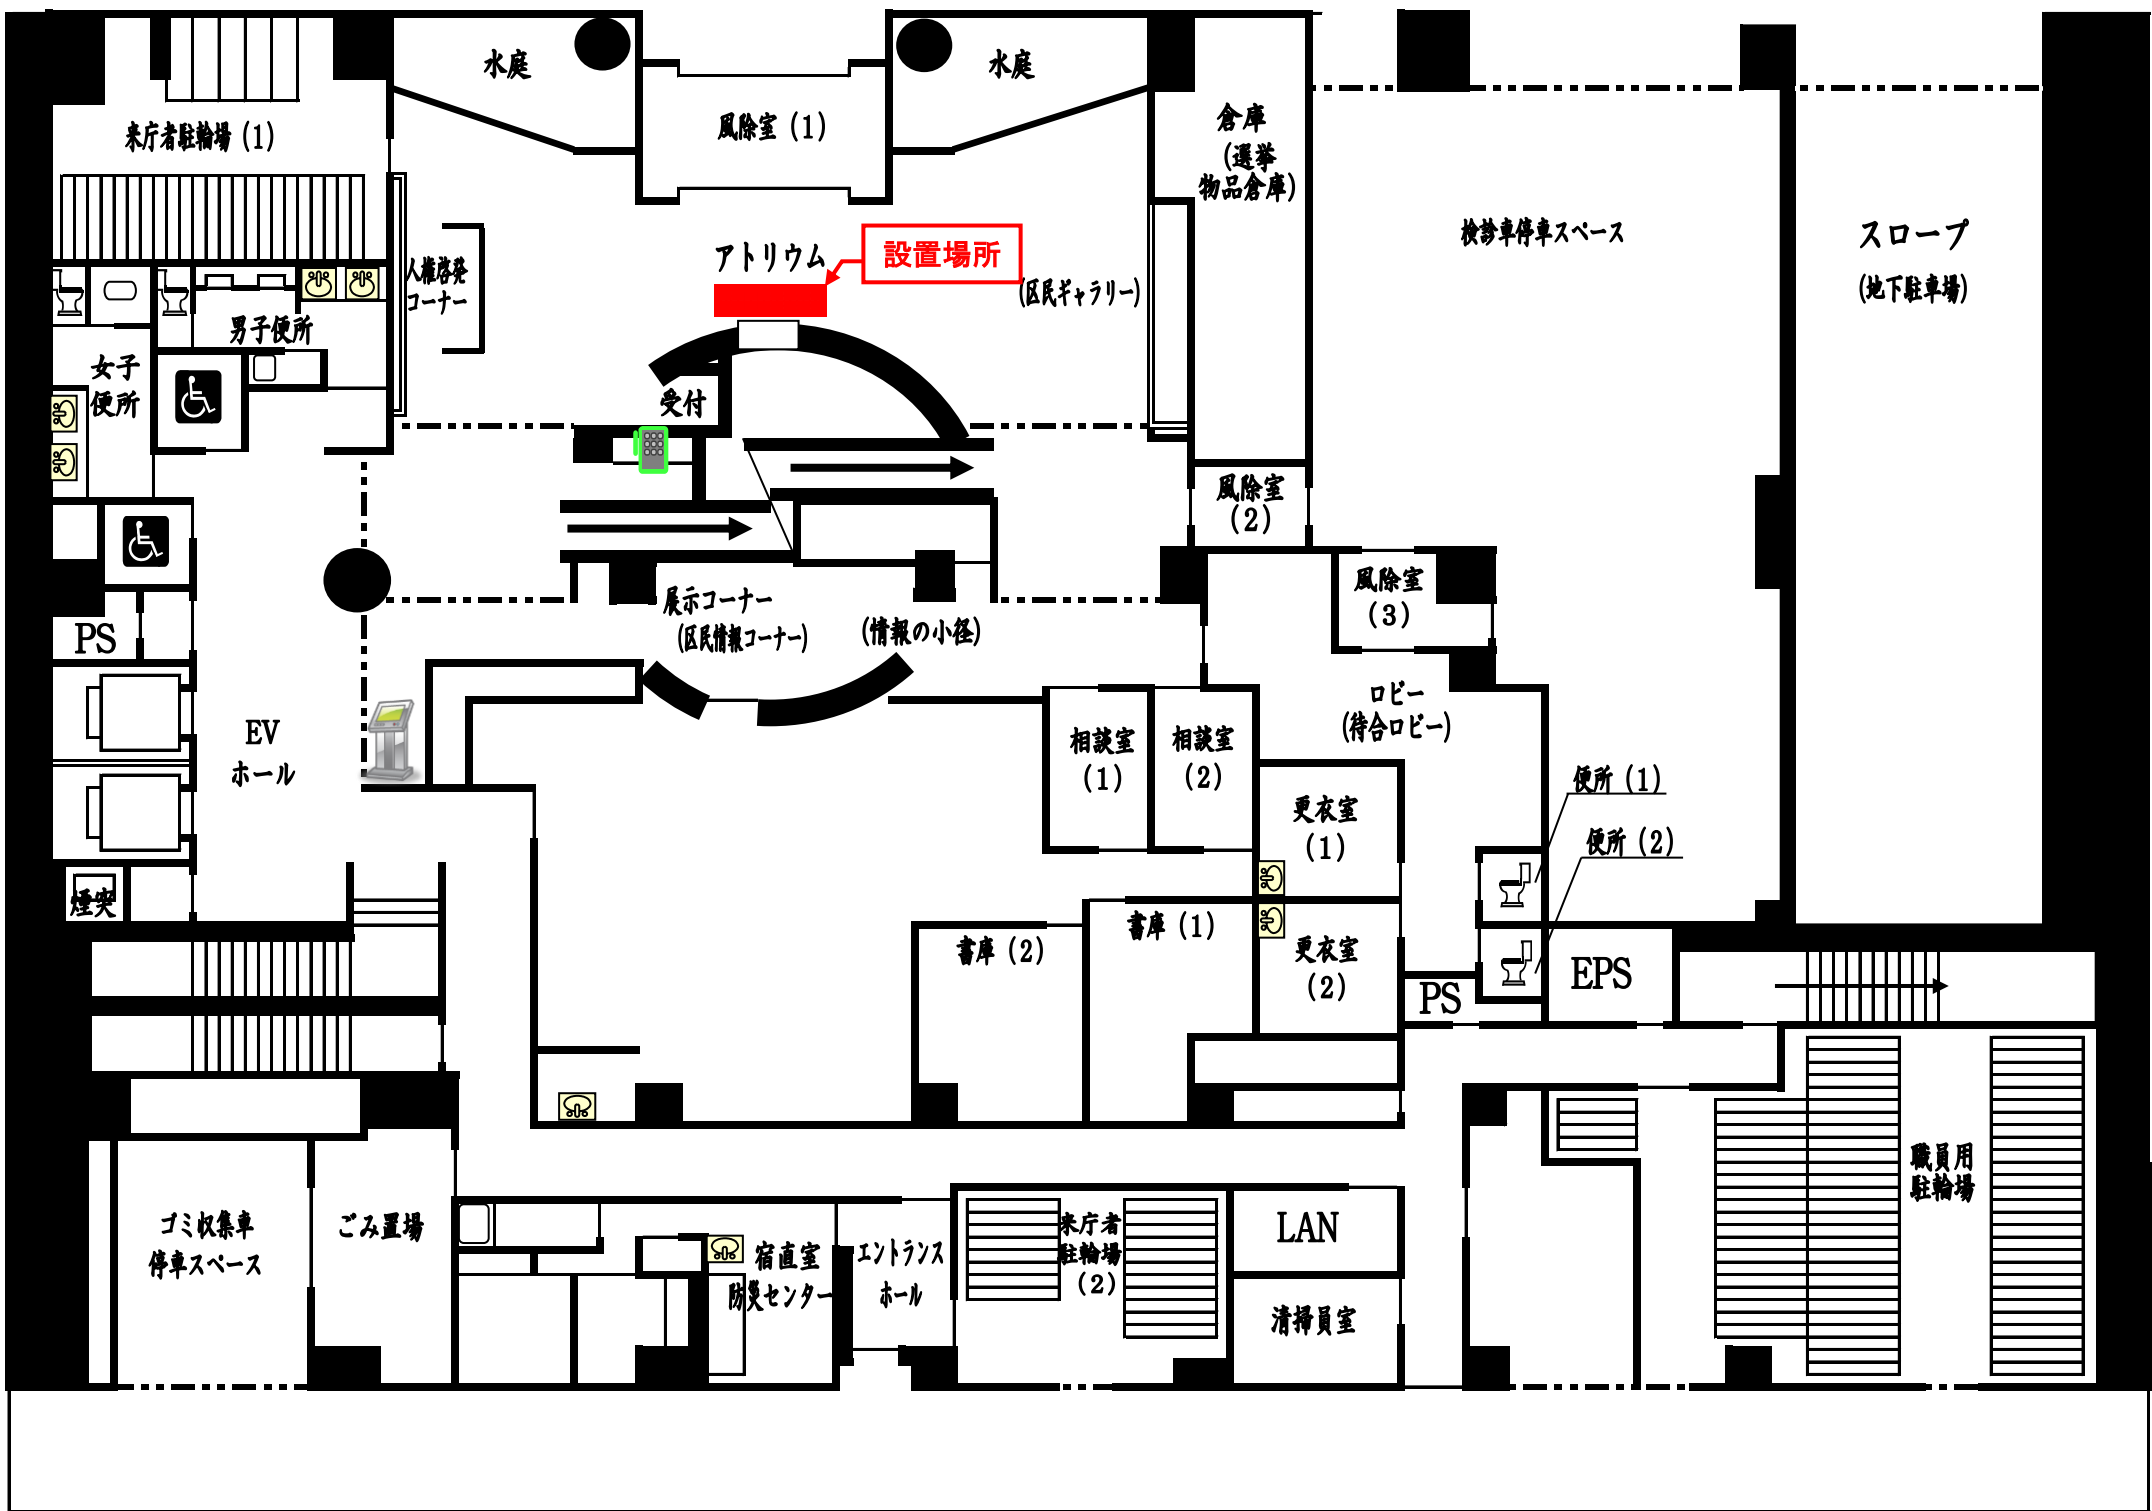 水庭
水庭
風除室(1)
倉庫
(選挙
物品倉庫)
来庁者駐輪場(1)
検診車停車スペース
スロープ
(地下駐車場)
アトリウム
設置場所
(区民ギャラリー)
人権啓発
コーナー
男子便所
女子
便所
受付
風除室
(2)
風除室
(3)
展示コーナー
(区民情報コーナー)
(情報の小径)
PS
EV
ホール
ロビー
(待合ロビー)
相談室
(1)
相談室
(2)
更衣室
(1)
便所(1)
便所(2)
煙突
書庫(2)
書庫(1)
更衣室
(2)
PS
EPS
職員用
駐輪場
ゴミ収集車
停車スペース
ごみ置場
宿直室
防災センター
エントランス
ホール
来庁者
駐輪場
(2)
LAN
清掃員室